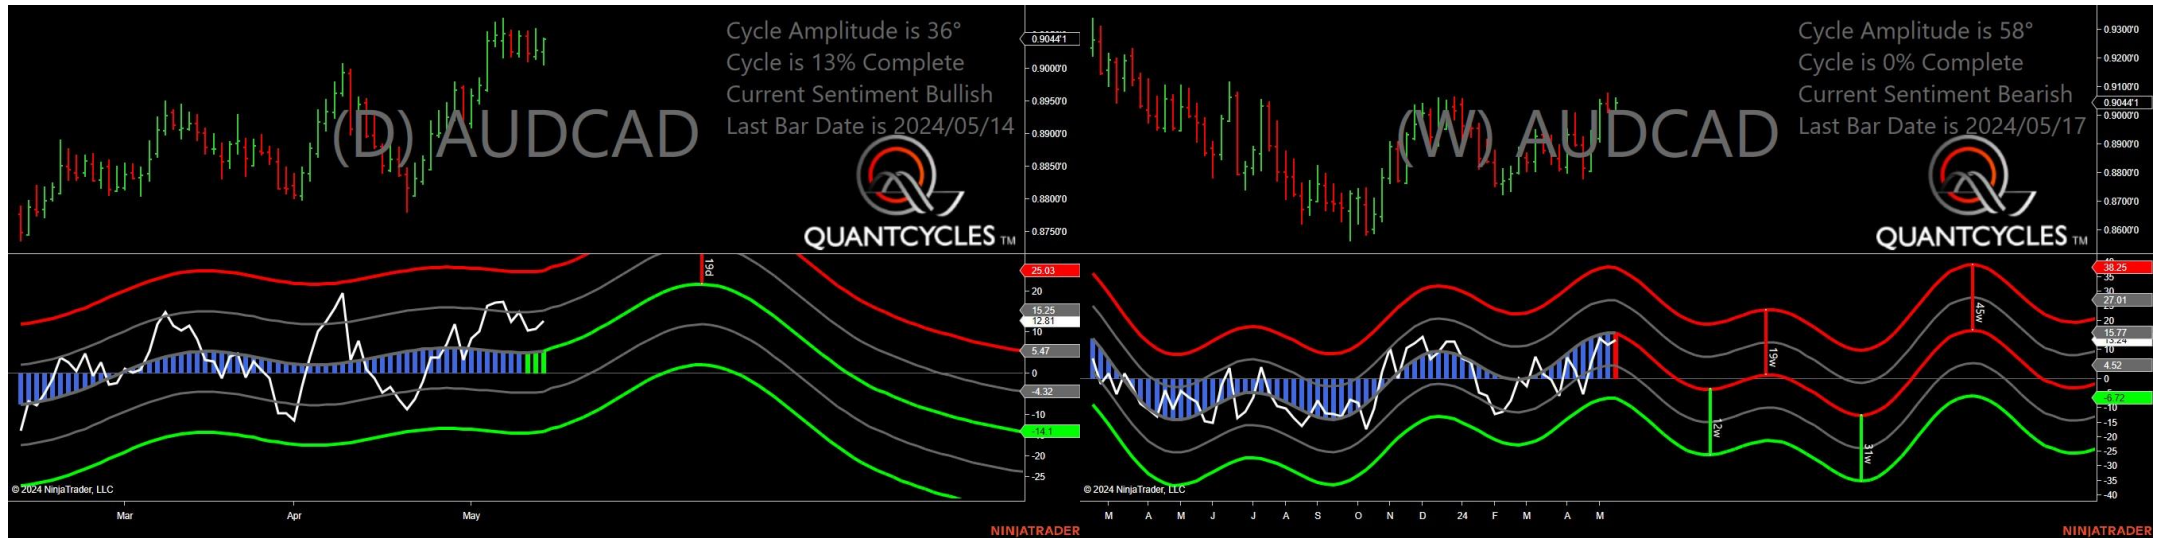 Cycle Amplitude is 36°
Cycle is 13% Complete
Current Sentiment Bullish
Last Bar Date is 2024/05/14
(D) AUDCAD
QUANTCYCLES TM
0.9044'1
0.9000'0
0.8950'0
0.8900'0
0.8850'0
0.8800'0
0.8750'0
19d
25.03
20
15.25
12.81
10
5.47
0
-4.32
-10
-14.1
-20
-25
© 2024 NinjaTrader, LLC
Mar Apr May
NINJATRADER
Cycle Amplitude is 58°
Cycle is 0% Complete
Current Sentiment Bearish
Last Bar Date is 2024/05/17
(W) AUDCAD
QUANTCYCLES TM
0.9300'0
0.9200'0
0.9100'0
0.9044'1
0.9000'0
0.8900'0
0.8800'0
0.8700'0
0.8600'0
19w
45w
31w
38.25
35
30
27.01
20
15.77
13.24
10
4.52
0
-6.72
-10
-15
-20
-25
-30
-35
-40
© 2024 NinjaTrader, LLC
M A M J J A S O N D 24 F M A M
NINJATRADER